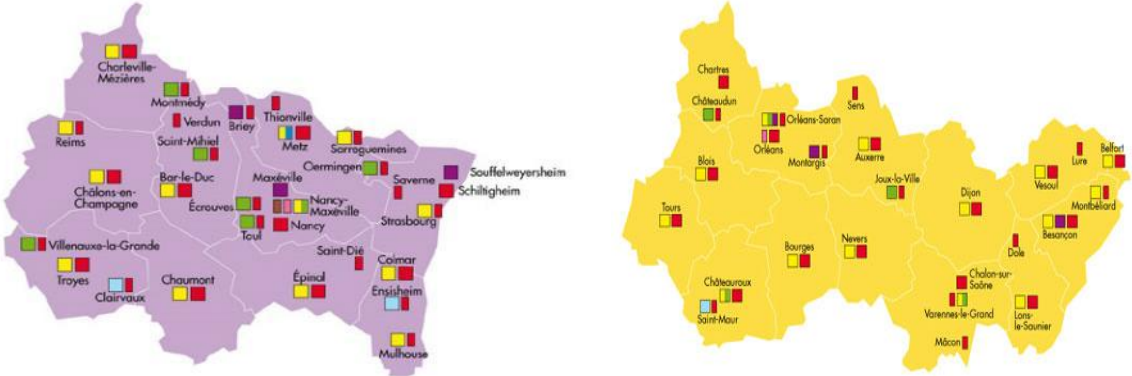 Charleville-
Mézières
Montmédy
Verdun
Briey
Thionville
Reims
Saint-Mihiel
Metz
Sarreguemines
Oermingen
Souffelweyersheim
Châlons-en-
Champagne
Bar-le-Duc
Maxéville
Saverne
Schiltigheim
Écrouves
Nancy-
Maxéville
Strasbourg
Toul
Nancy
Villenauxe-la-Grande
Saint-Dié
Troyes
Clairvaux
Chaumont
Épinal
Colmar
Ensisheim
Mulhouse
Chartres
Châteaudun
Sens
Orléans-Saran
Orléans
Montargis
Auxerre
Lure
Belfort
Blois
Joux-la-Ville
Dijon
Vesoul
Montbéliard
Tours
Besançon
Bourges
Nevers
Dole
Châteauroux
Chalon-sur-
Saône
Saint-Maur
Varennes-le-Grand
Lons-
le-Saunier
Mâcon